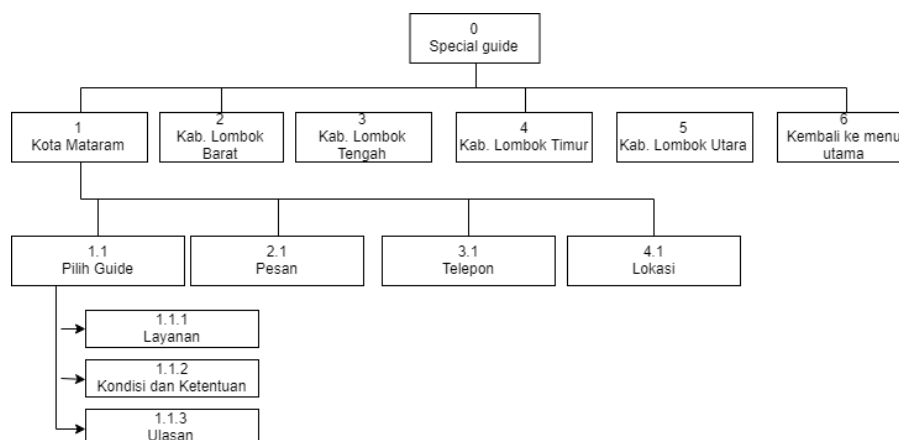 0
Special guide
1
Kota Mataram
2
Kab. Lombok
Barat
3
Kab. Lombok
Tengah
4
Kab. Lombok Timur
5
Kab. Lombok Utara
6
Kembali ke menu
utama
1.1
Pilih Guide
2.1
Pesan
3.1
Telepon
4.1
Lokasi
1.1.1
Layanan
1.1.2
Kondisi dan Ketentuan
1.1.3
Ulasan